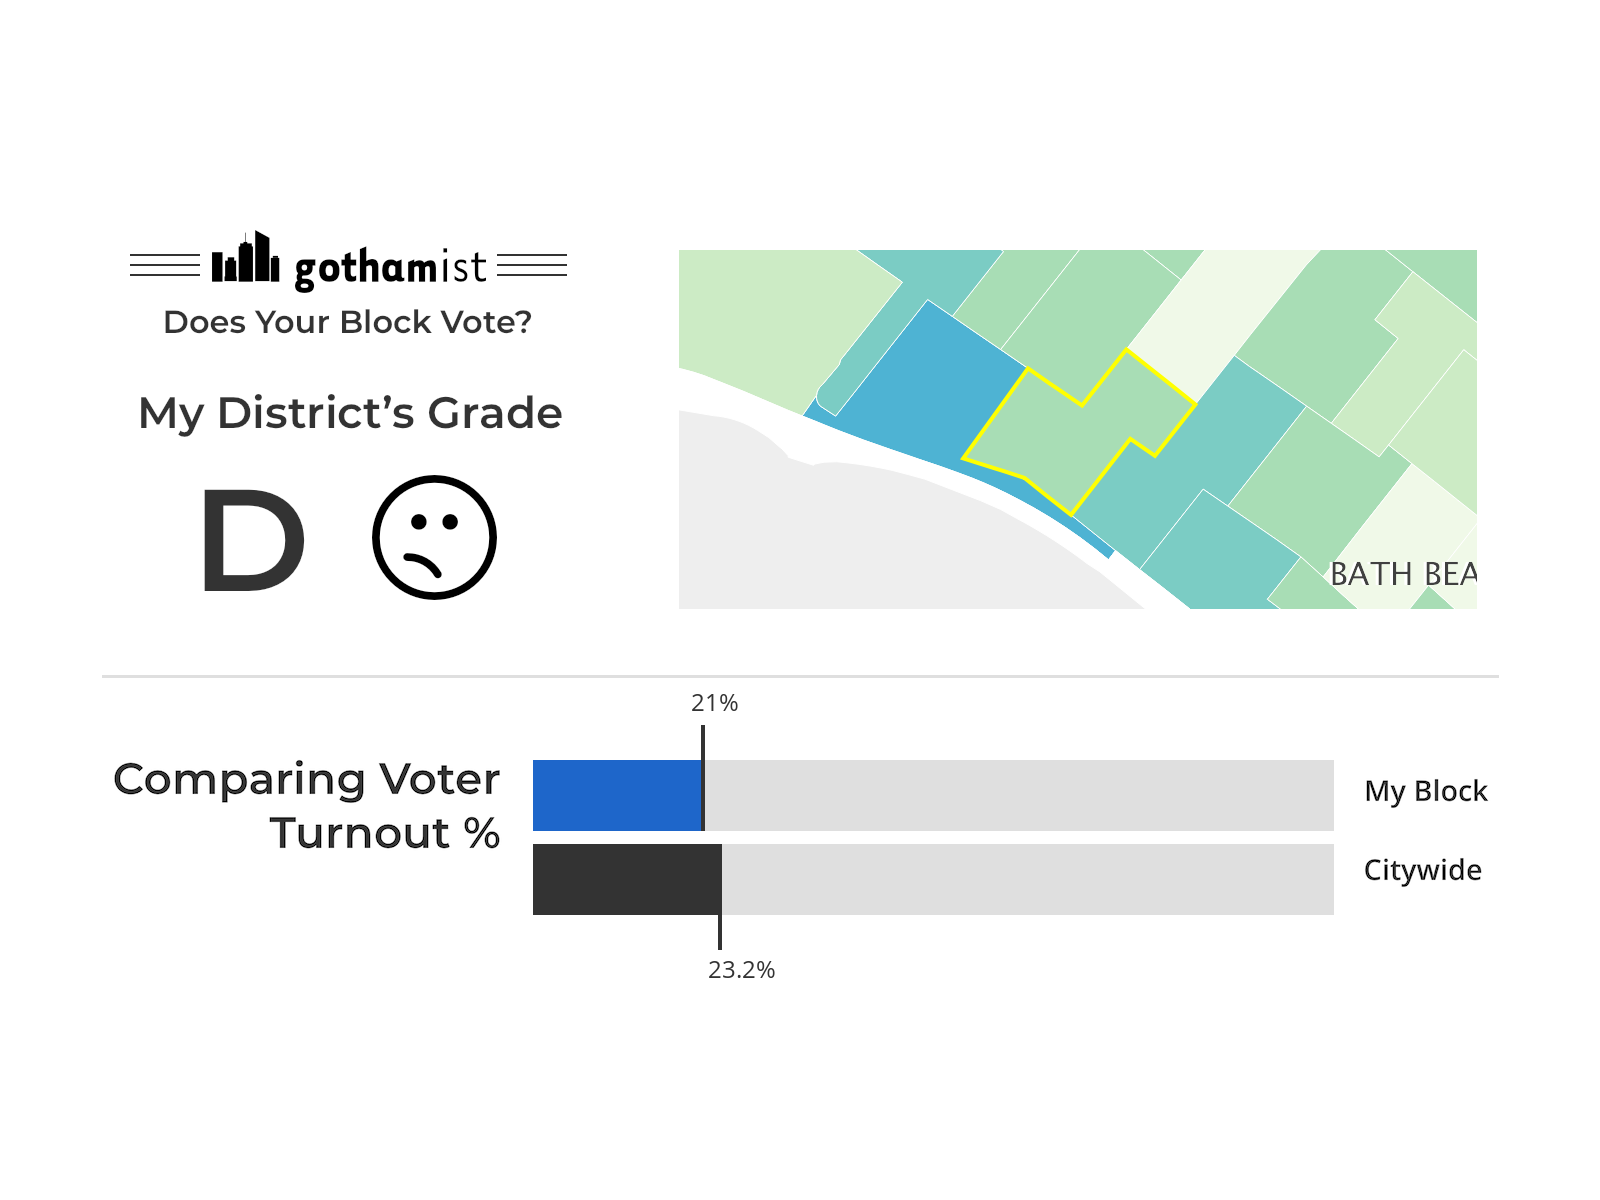 gothamist
Does Your Block Vote?
My District’s Grade
D
BATH BEA
21%
Comparing Voter
Turnout %
My Block
Citywide
23.2%